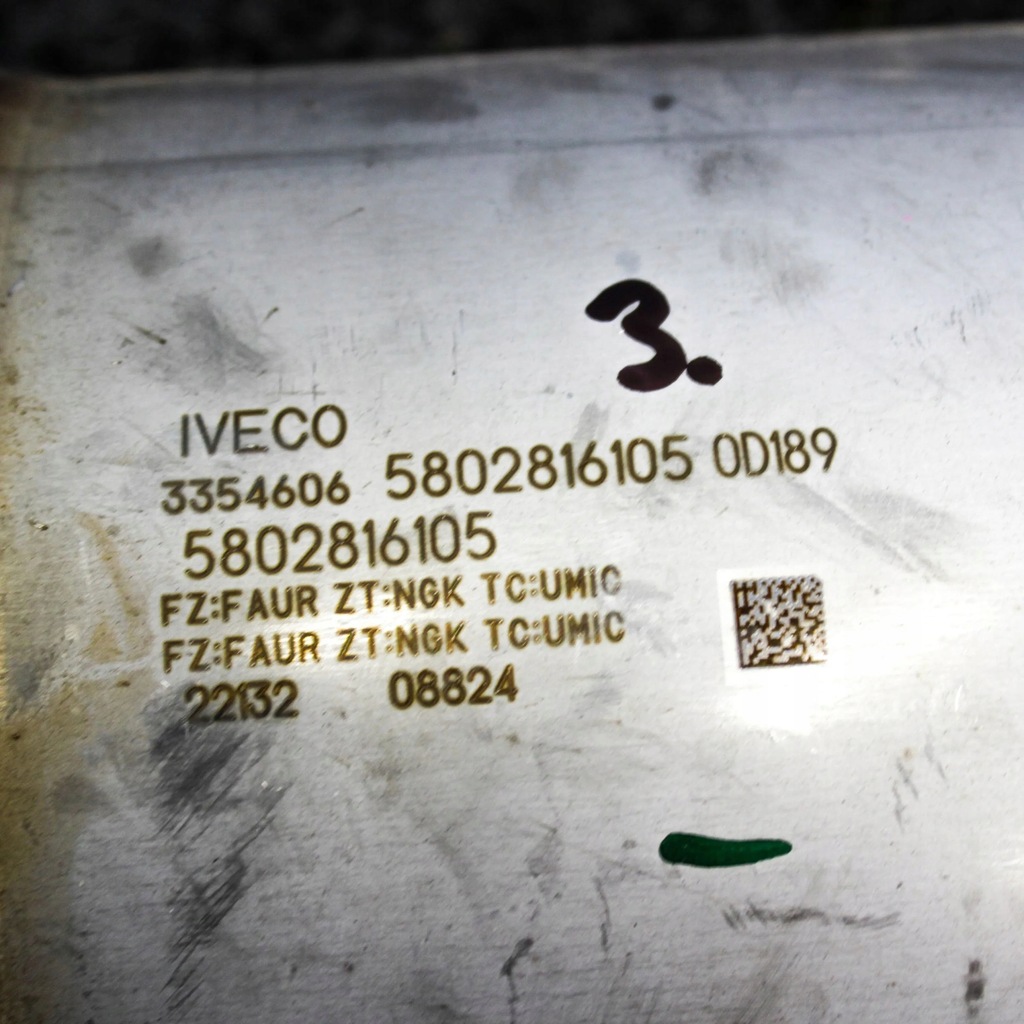 3.
IVECO
3354606 5802816105 0D189
5802816105
FZ:FAUR ZT:NGK TC:UMIC
FZ:FAUR ZT:NGK TC:UMIC
22132 08824